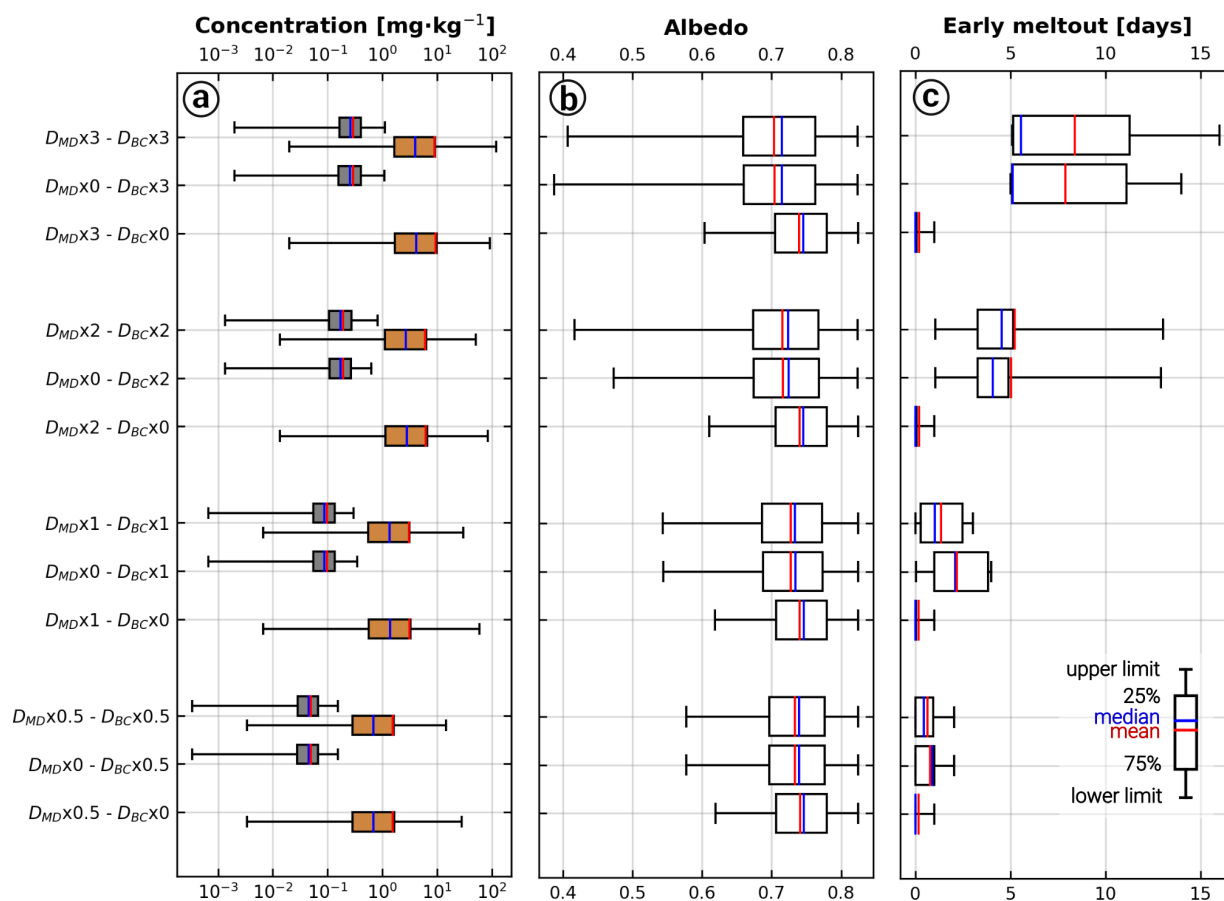 Concentration [mg·kg⁻¹]
Albedo
Early meltout [days]
10⁻³ 10⁻² 10⁻¹ 10⁰ 10¹ 10²
0.4 0.5 0.6 0.7 0.8
0 5 10 15
a
b
c
D_MDx3 - D_BCx3
D_MDx0 - D_BCx3
D_MDx3 - D_BCx0
D_MDx2 - D_BCx2
D_MDx0 - D_BCx2
D_MDx2 - D_BCx0
D_MDx1 - D_BCx1
D_MDx0 - D_BCx1
D_MDx1 - D_BCx0
D_MDx0.5 - D_BCx0.5
D_MDx0 - D_BCx0.5
D_MDx0.5 - D_BCx0
upper limit
25%
median
mean
75%
lower limit
10⁻³ 10⁻² 10⁻¹ 10⁰ 10¹ 10²
0.4 0.5 0.6 0.7 0.8
0 5 10 15